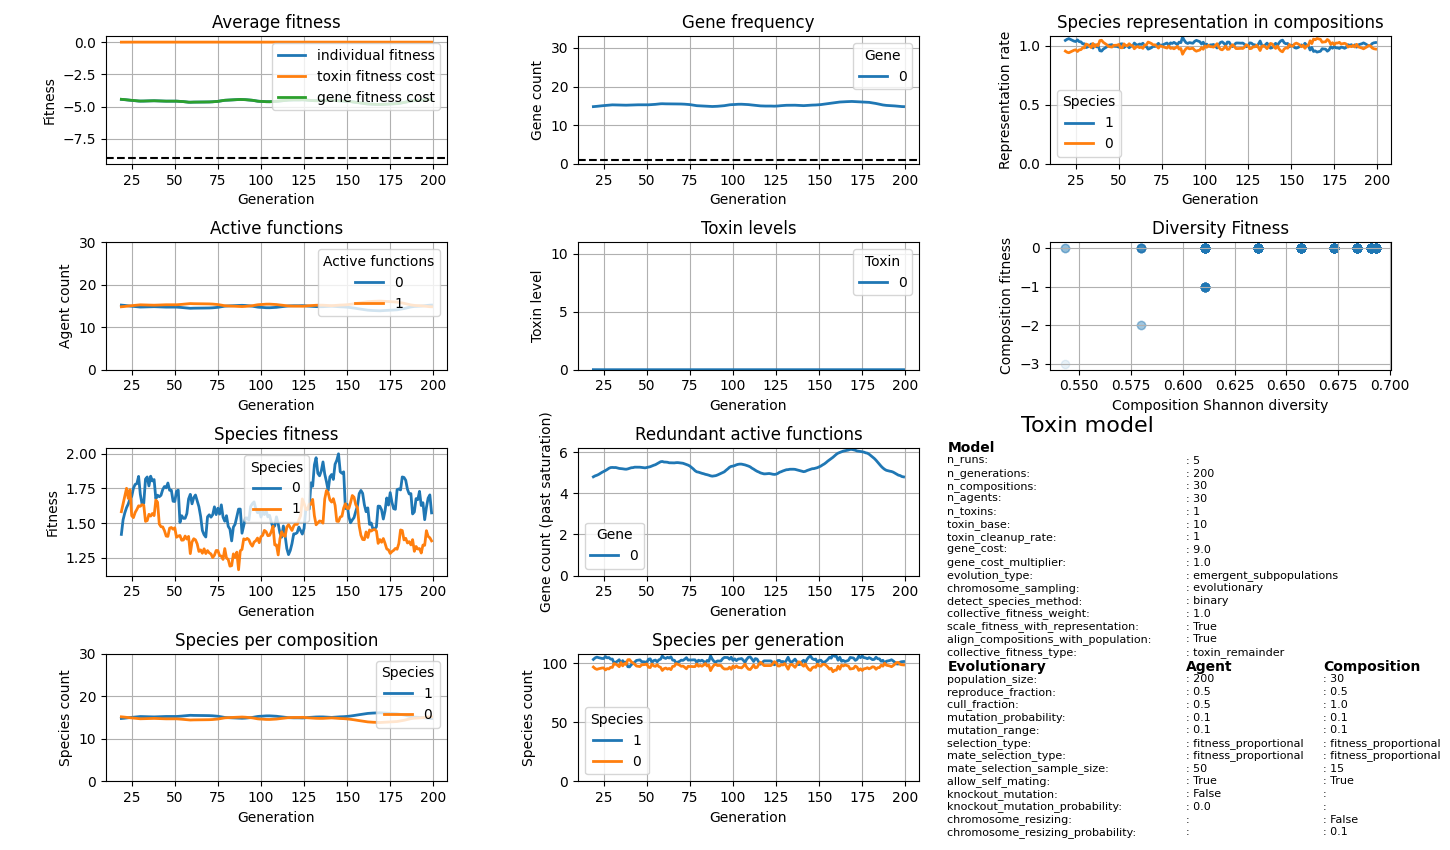 Average fitness
0.0
−2.5
−5.0
−7.5
Fitness
individual fitness
toxin fitness cost
gene fitness cost
25 50 75 100 125 150 175 200
Generation
Gene frequency
30
20
10
0
Gene count
Gene
0
25 50 75 100 125 150 175 200
Generation
Species representation in compositions
1.0
0.5
0.0
Representation rate
Species
1
0
25 50 75 100 125 150 175 200
Generation
Active functions
30
20
10
0
Agent count
Active functions
0
1
25 50 75 100 125 150 175 200
Generation
Toxin levels
10
5
0
Toxin level
Toxin
0
25 50 75 100 125 150 175 200
Generation
Diversity Fitness
0
−1
−2
−3
Composition fitness
0.550 0.575 0.600 0.625 0.650 0.675 0.700
Composition Shannon diversity
Species fitness
2.00
1.75
1.50
1.25
Fitness
Species
0
1
25 50 75 100 125 150 175 200
Generation
Redundant active functions
6
4
2
0
Gene count (past saturation)
Gene
0
25 50 75 100 125 150 175 200
Generation
Species per composition
30
20
10
0
Species count
Species
1
0
25 50 75 100 125 150 175 200
Generation
Species per generation
100
50
0
Species count
Species
1
0
25 50 75 100 125 150 175 200
Generation
Toxin model
Model
n_runs: : 5
n_generations: : 200
n_compositions: : 30
n_agents: : 30
n_toxins: : 1
toxin_base: : 10
toxin_cleanup_rate: : 1
gene_cost: : 9.0
gene_cost_multiplier: : 1.0
evolution_type: : emergent_subpopulations
chromosome_sampling: : evolutionary
detect_species_method: : binary
collective_fitness_weight: : 1.0
scale_fitness_with_representation: : True
align_compositions_with_population: : True
collective_fitness_type: : toxin_remainder
Evolutionary Agent Composition
population_size: : 200 : 30
reproduce_fraction: : 0.5 : 0.5
cull_fraction: : 0.5 : 1.0
mutation_probability: : 0.1 : 0.1
mutation_range: : 0.1 : 0.1
selection_type: : fitness_proportional : fitness_proportional
mate_selection_type: : fitness_proportional : fitness_proportional
mate_selection_sample_size: : 50 : 15
allow_self_mating: : True : True
knockout_mutation: : False :
knockout_mutation_probability: : 0.0 :
chromosome_resizing: : : False
chromosome_resizing_probability: : : 0.1